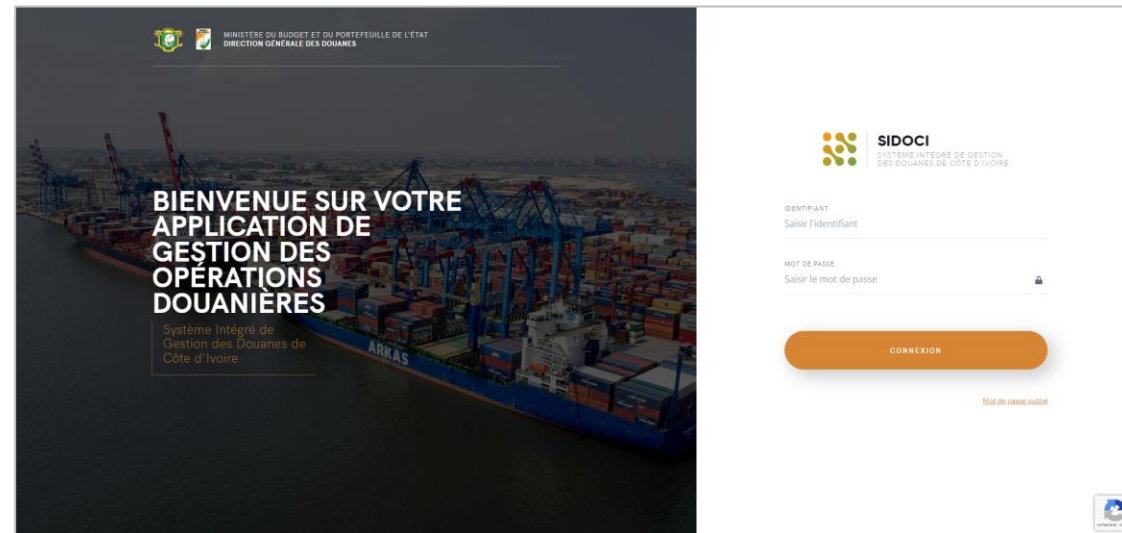 MINISTÈRE DU BUDGET ET DU PORTEFEUILLE DE L'ÉTAT
DIRECTION GÉNÉRALE DES DOUANES
BIENVENUE SUR VOTRE
APPLICATION DE
GESTION DES
OPÉRATIONS
DOUANIÈRES
Système Intégré de
Gestion des Douanes de
Côte d'Ivoire
ARKAS
SIDOCI
SYSTÈME INTÉGRÉ DE GESTION
DES DOUANES DE CÔTE D'IVOIRE
IDENTIFIANT
Saisir l'identifiant
MOT DE PASSE
Saisir le mot de passe
CONNEXION
Mot de passe oublié